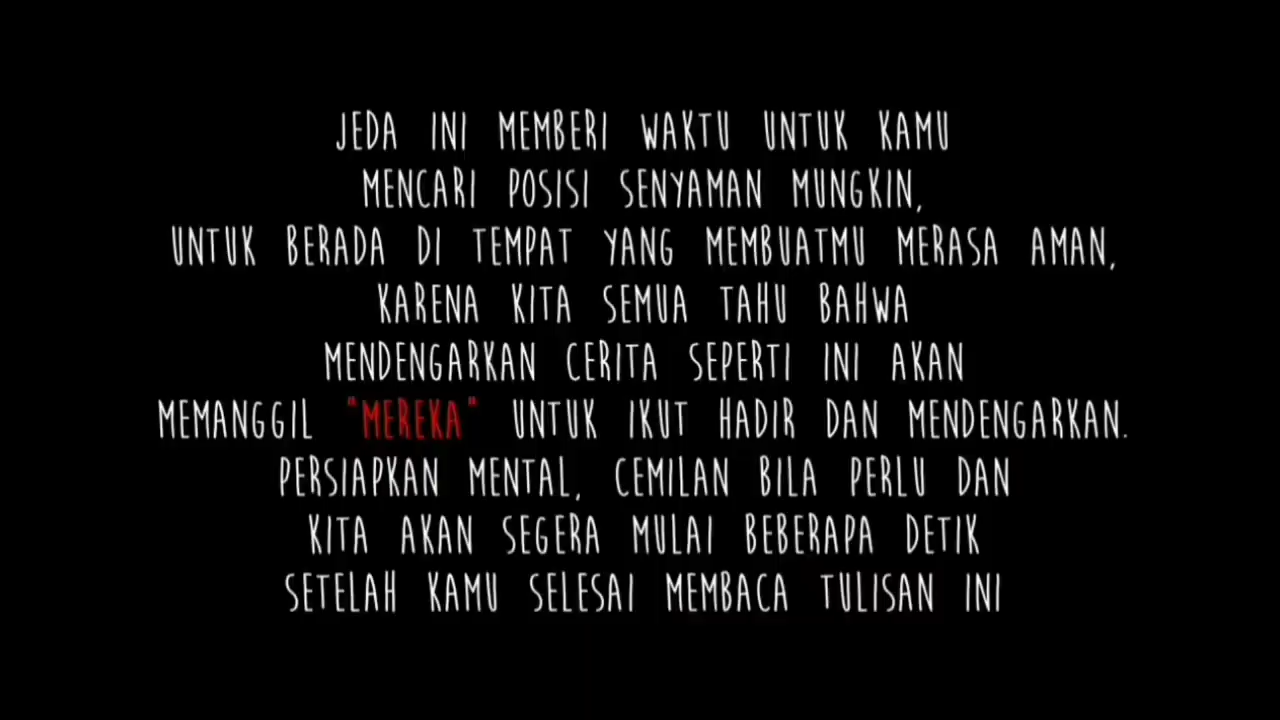 JEDA INI MEMBERI WAKTU UNTUK KAMU
MENCARI POSISI SENYAMAN MUNGKIN,
UNTUK BERADA DI TEMPAT YANG MEMBUATMU MERASA AMAN,
KARENA KITA SEMUA TAHU BAHWA
MENDENGARKAN CERITA SEPERTI INI AKAN
MEMANGGIL "MEREKA" UNTUK IKUT HADIR DAN MENDENGARKAN.
PERSIAPKAN MENTAL, CEMILAN BILA PERLU DAN
KITA AKAN SEGERA MULAI BEBERAPA DETIK
SETELAH KAMU SELESAI MEMBACA TULISAN INI